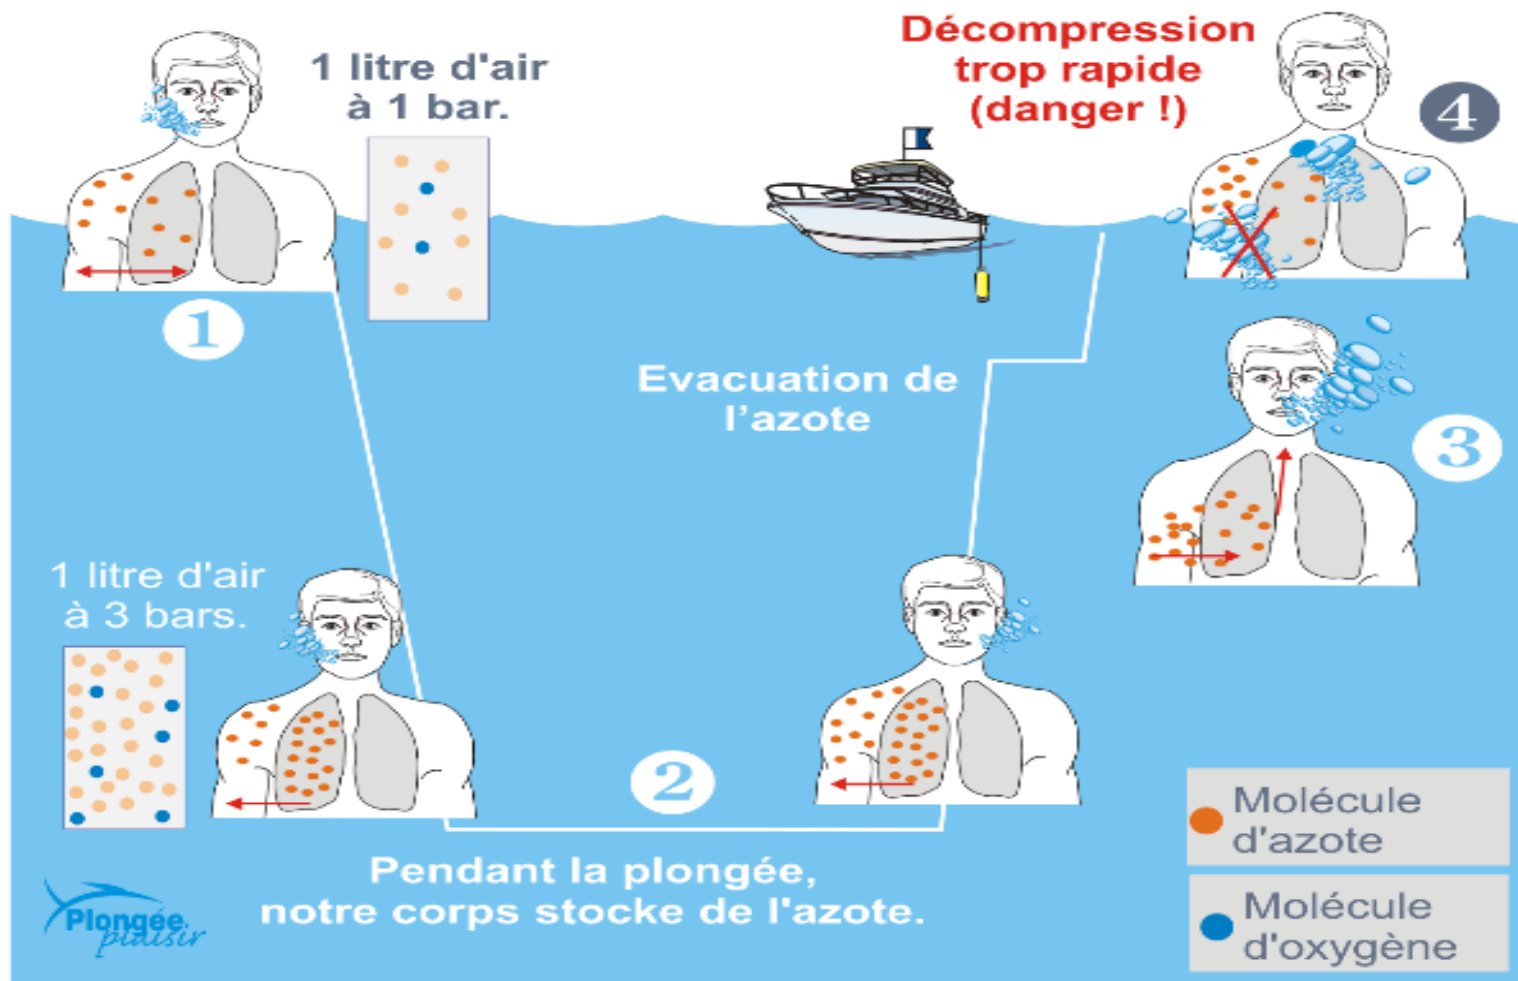 1 litre d'air
à 1 bar.
Décompression
trop rapide
(danger !)
4
1
Evacuation de
l'azote
3
1 litre d'air
à 3 bars.
2
Pendant la plongée,
notre corps stocke de l'azote.
Molécule
d'azote
Molécule
d'oxygène
Plongée
plaisir